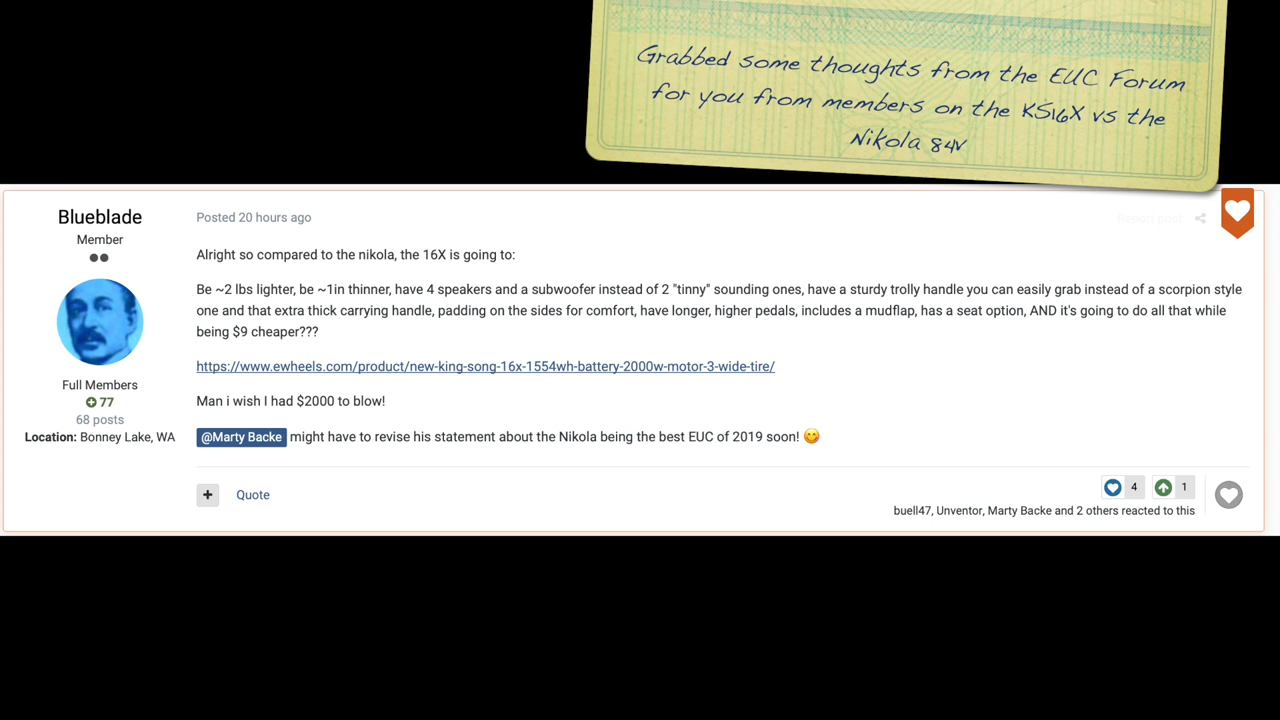 Grabbed some thoughts from the EUC Forum
for you from members on the KS16X vs the
Nikola 84V
Blueblade
Member
Posted 20 hours ago
Report post
Alright so compared to the nikola, the 16X is going to:
Be ~2 lbs lighter, be ~1in thinner, have 4 speakers and a subwoofer instead of 2 "tinny" sounding ones, have a sturdy trolly handle you can easily grab instead of a scorpion style
one and that extra thick carrying handle, padding on the sides for comfort, have longer, higher pedals, includes a mudflap, has a seat option, AND it's going to do all that while
being $9 cheaper???
https://www.ewheels.com/product/new-king-song-16x-1554wh-battery-2000w-motor-3-wide-tire/
Man i wish I had $2000 to blow!
@Marty Backe might have to revise his statement about the Nikola being the best EUC of 2019 soon!
Full Members
77
68 posts
Location: Bonney Lake, WA
+ Quote
4 1
buell47, Unventor, Marty Backe and 2 others reacted to this